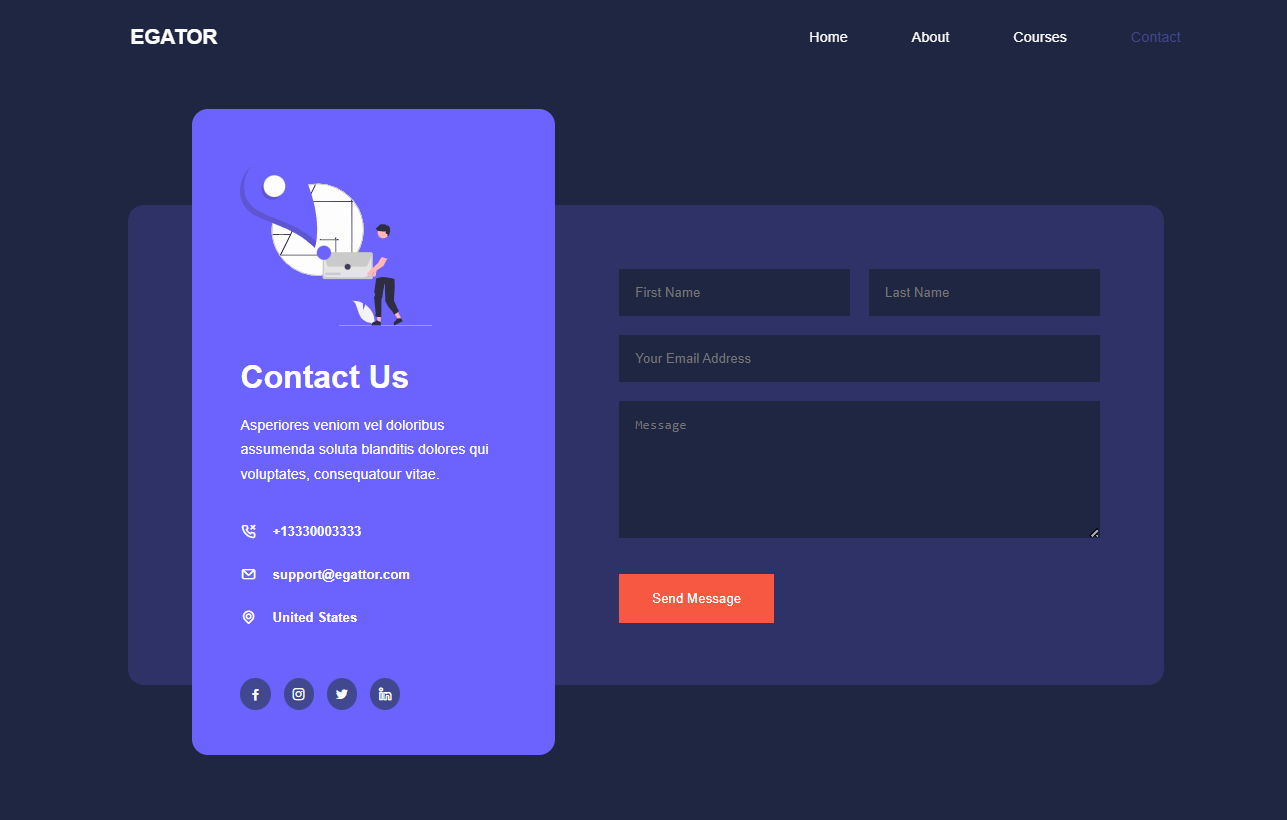 EGATOR
Home
About
Courses
Contact
Contact Us
Asperiores veniom vel doloribus
assumenda soluta blanditis dolores qui
voluptates, consequatour vitae.
+13330003333
support@egattor.com
United States
First Name
Last Name
Your Email Address
Message
Send Message